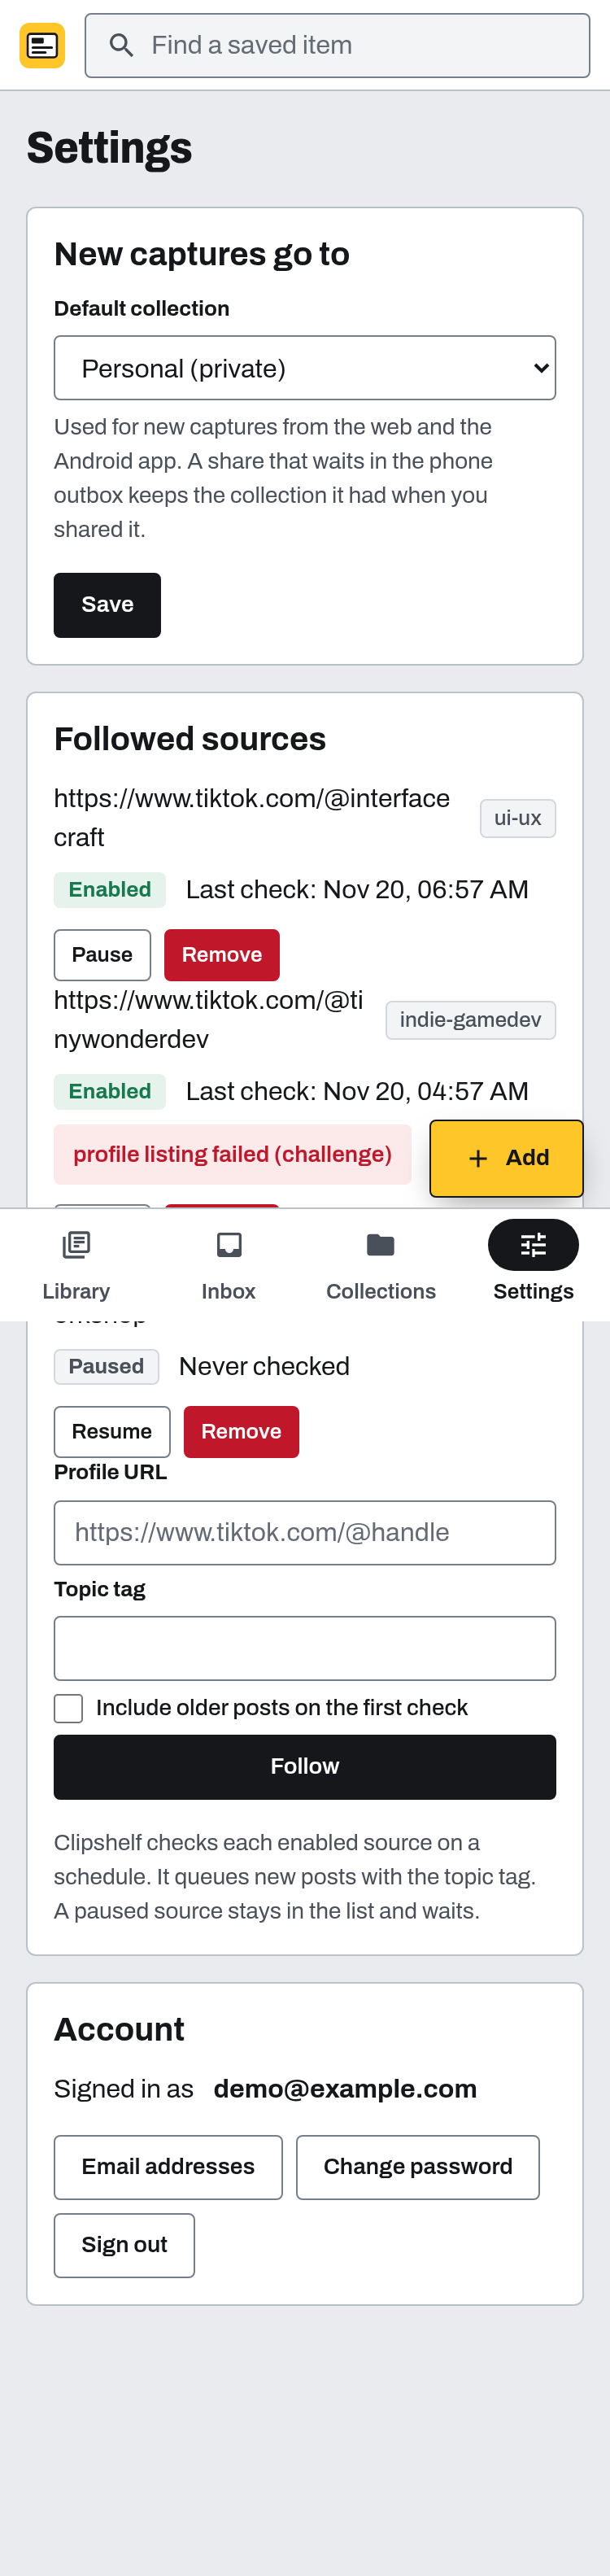 Find a saved item
Settings
New captures go to
Default collection
Personal (private)
Used for new captures from the web and the
Android app. A share that waits in the phone
outbox keeps the collection it had when you
shared it.
Save
Followed sources
https://www.tiktok.com/@interface
craft
ui-ux
Enabled
Last check: Nov 20, 06:57 AM
Pause
Remove
https://www.tiktok.com/@ti
nywonderdev
indie-gamedev
Enabled
Last check: Nov 20, 04:57 AM
profile listing failed (challenge)
Add
Library
Inbox
Collections
Settings
Paused
Never checked
Resume
Remove
Profile URL
https://www.tiktok.com/@handle
Topic tag
Include older posts on the first check
Follow
Clipshelf checks each enabled source on a
schedule. It queues new posts with the topic tag.
A paused source stays in the list and waits.
Account
Signed in as demo@example.com
Email addresses
Change password
Sign out